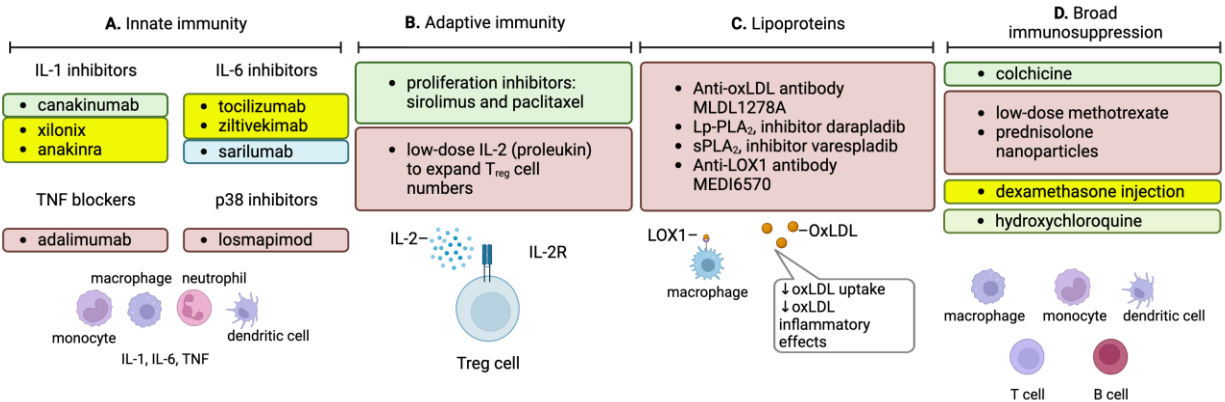 A. Innate immunity
IL-1 inhibitors
• canakinumab
• xilonix
• anakinra
IL-6 inhibitors
• tocilizumab
• ziltivekimab
• sarilumab
TNF blockers
• adalimumab
p38 inhibitors
• losmapimod
macrophage
neutrophil
monocyte
dendritic cell
IL-1, IL-6, TNF
B. Adaptive immunity
• proliferation inhibitors:
sirolimus and paclitaxel
• low-dose IL-2 (proleukin)
to expand Treg cell
numbers
IL-2
IL-2R
Treg cell
C. Lipoproteins
• Anti-oxLDL antibody
MLDL1278A
• Lp-PLA₂, inhibitor darapladib
• sPLA₂, inhibitor varespladib
• Anti-LOX1 antibody
MEDI6570
LOX1
OxLDL
macrophage
↓oxLDL uptake
↓oxLDL
inflammatory
effects
D. Broad
immunosuppression
• colchicine
• low-dose methotrexate
• prednisolone
nanoparticles
• dexamethasone injection
• hydroxychloroquine
macrophage
monocyte
dendritic cell
T cell
B cell